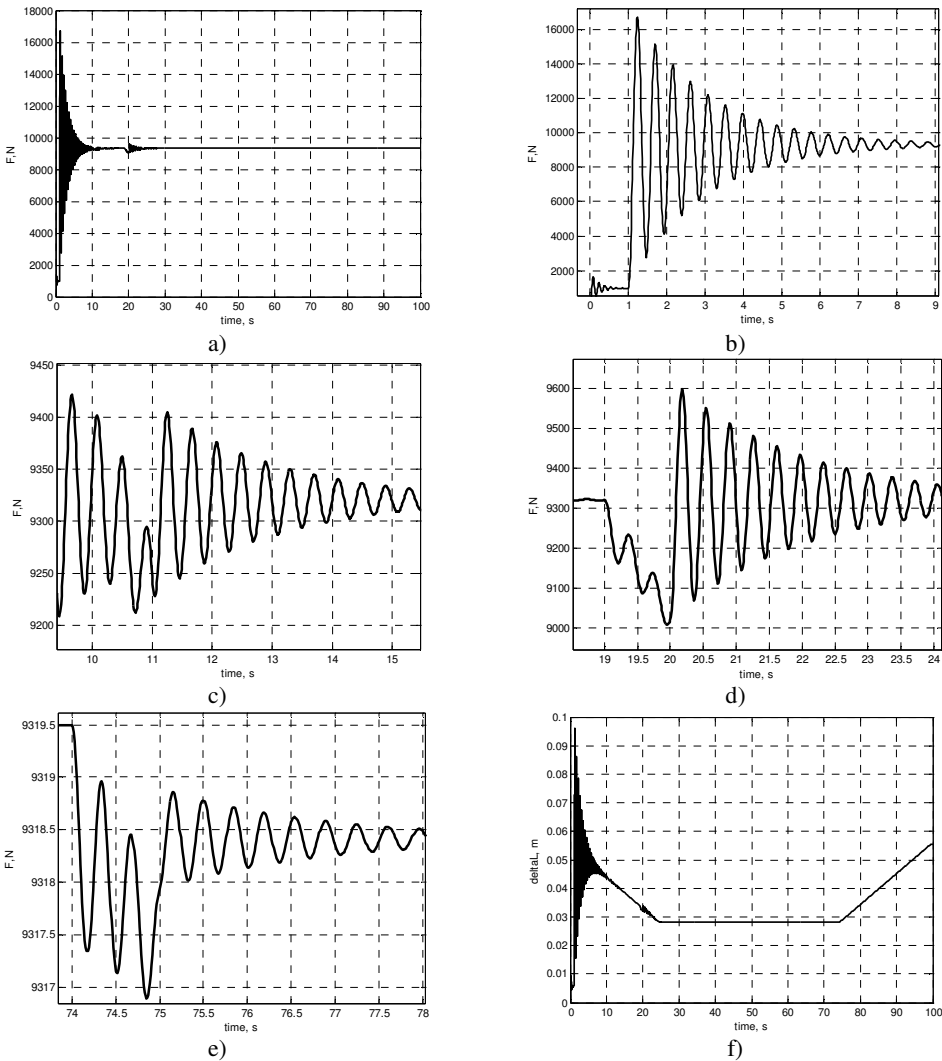 18000
16000
14000
12000
10000
8000
6000
4000
2000
0
F,N
0 10 20 30 40 50 60 70 80 90 100
time, s
a)
16000
14000
12000
10000
8000
6000
4000
2000
F,N
0 1 2 3 4 5 6 7 8 9
time, s
b)
9450
9400
9350
9300
9250
9200
F,N
10 11 12 13 14 15
time, s
c)
9600
9500
9400
9300
9200
9100
9000
F,N
19 19.5 20 20.5 21 21.5 22 22.5 23 23.5 24
time, s
d)
9319.5
9319
9318.5
9318
9317.5
9317
F,N
74 74.5 75 75.5 76 76.5 77 77.5 78
time, s
e)
0.1
0.09
0.08
0.07
0.06
0.05
0.04
0.03
0.02
0.01
0
deltaL, m
0 10 20 30 40 50 60 70 80 90 100
time, s
f)